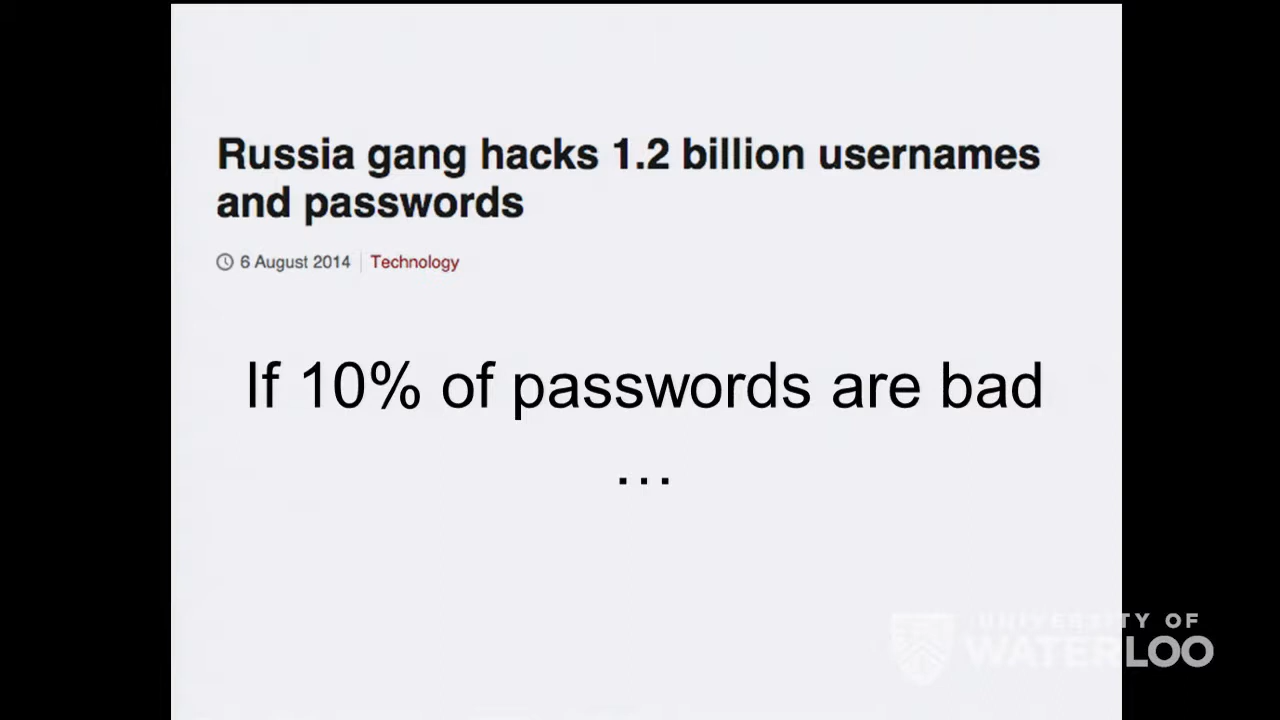 Russia gang hacks 1.2 billion usernames
and passwords
6 August 2014 | Technology
If 10% of passwords are bad
…
UNIVERSITY OF
WATERLOO